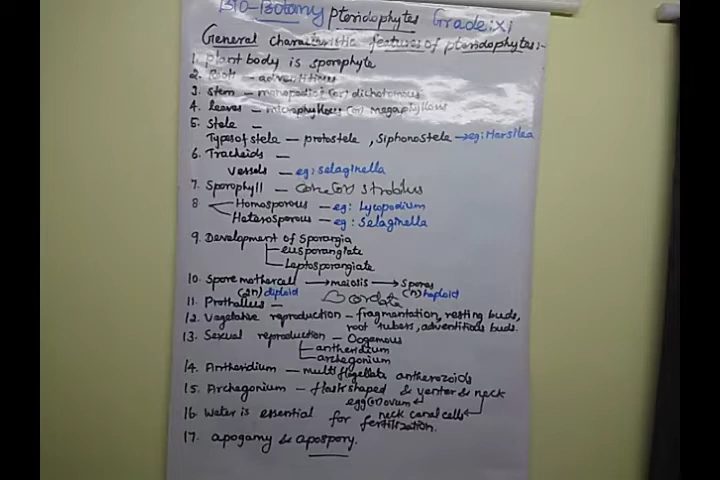 Bio-Botany Pteridophytes Grade:XI
General characteristic features of pteridophytes:-
1. plant body is sporophyte
2. Root - adventitious
3. Stem - monopodial (or) dichotomous
4. leaves - microphyllous (or) megaphyllous
5. Stele -
Types of stele - protostele, Siphonostele → eg: Marsilea
6. Tracheids -
vessels - eg: Selaginella
7. Sporophyll - cone (or) strobilus
8 Homosporous - eg: Lycopodium
Heterosporous - eg: Selaginella
9. Development of Sporangia
eusporangiate
Leptosporangiate
10. Spore mother cell → meiosis → Spores
(2n) diploid (n) haploid
11. Prothallus - cordate
12. Vegetative reproduction - fragmentation, resting buds,
root tubers, adventitious buds.
13. Sexual reproduction - Oogamous
antheridium
archegonium
14. Antheridium - multiflagellate antherozoids
15. Archegonium - flask shaped & venter & neck
egg (or) ovum neck canal cells
16. Water is essential for fertilization.
17. apogamy & apospory.